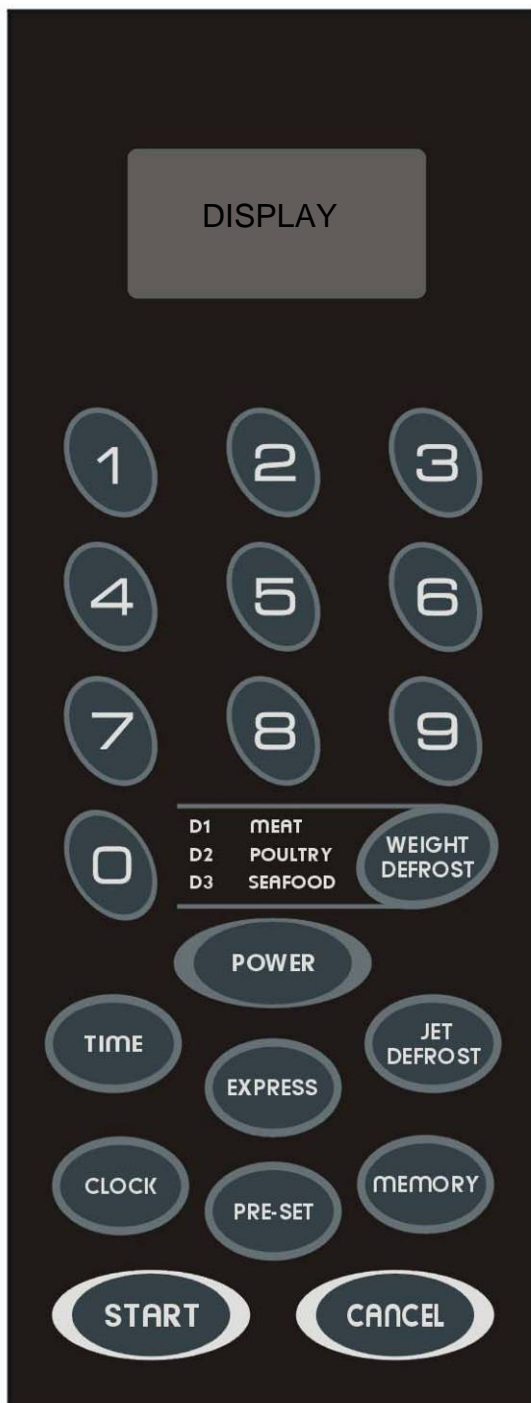 DISPLAY
1 2 3
4 5 6
7 8 9
0
D1 MEAT
D2 POULTRY
D3 SEAFOOD
WEIGHT
DEFROST
POWER
TIME
JET
DEFROST
EXPRESS
CLOCK
MEMORY
PRE-SET
START
CANCEL